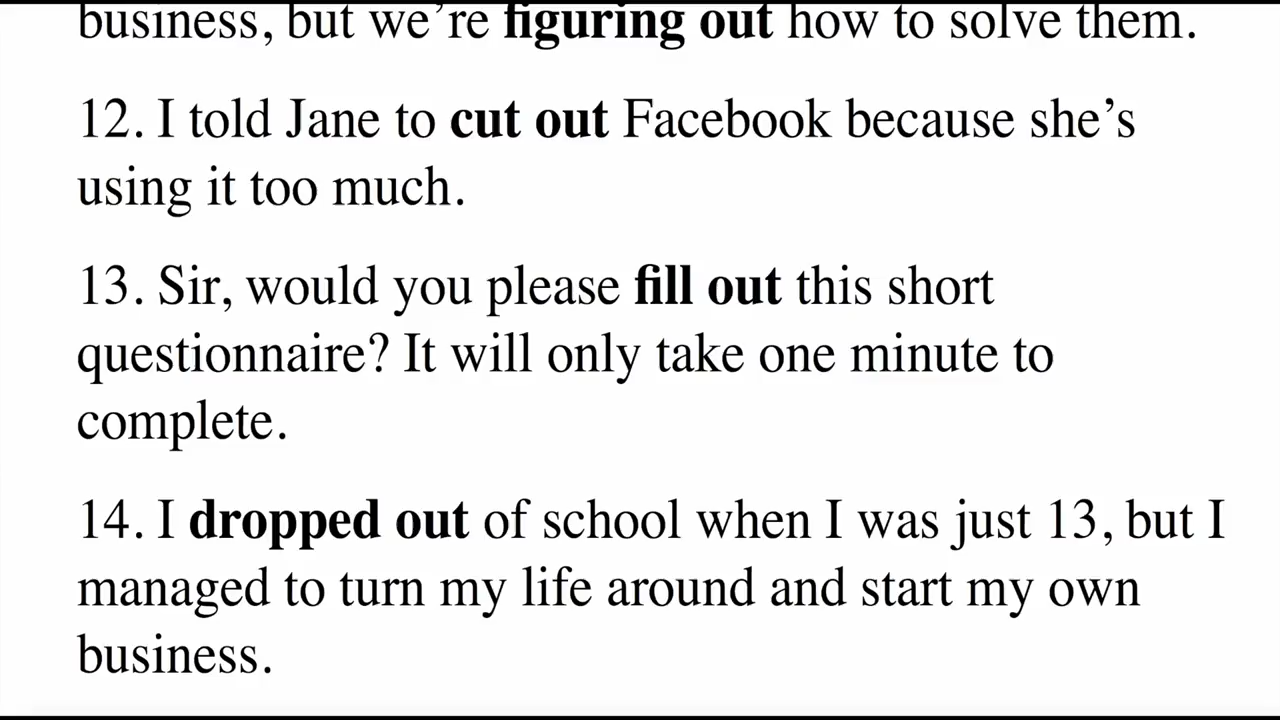 business, but we’re figuring out how to solve them.
12. I told Jane to cut out Facebook because she’s
using it too much.
13. Sir, would you please fill out this short
questionnaire? It will only take one minute to
complete.
14. I dropped out of school when I was just 13, but I
managed to turn my life around and start my own
business.